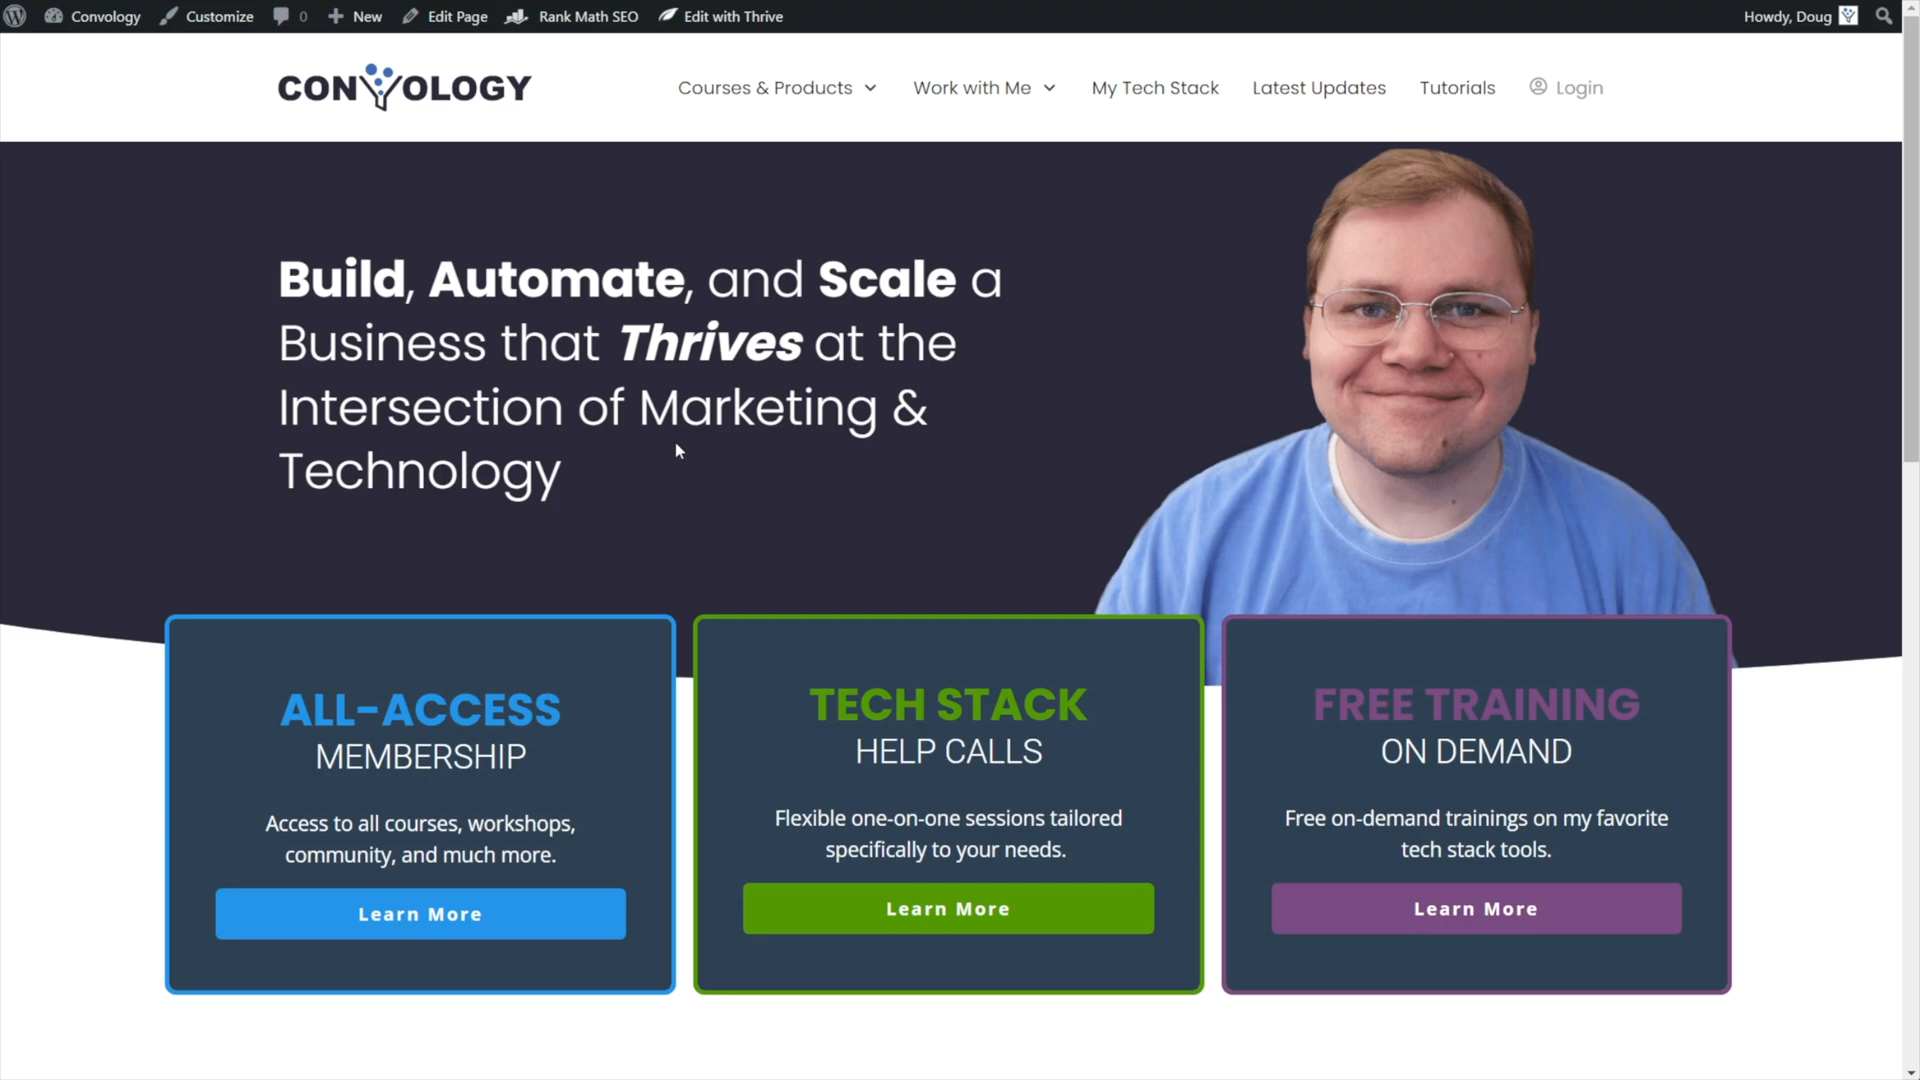 Convology Customize 0 New Edit Page Rank Math SEO Edit with Thrive Howdy, Doug
CONVOLOGY
Courses & Products Work with Me My Tech Stack Latest Updates Tutorials Login
Build, Automate, and Scale a
Business that Thrives at the
Intersection of Marketing &
Technology
ALL-ACCESS
MEMBERSHIP
Access to all courses, workshops,
community, and much more.
Learn More
TECH STACK
HELP CALLS
Flexible one-on-one sessions tailored
specifically to your needs.
Learn More
FREE TRAINING
ON DEMAND
Free on-demand trainings on my favorite
tech stack tools.
Learn More